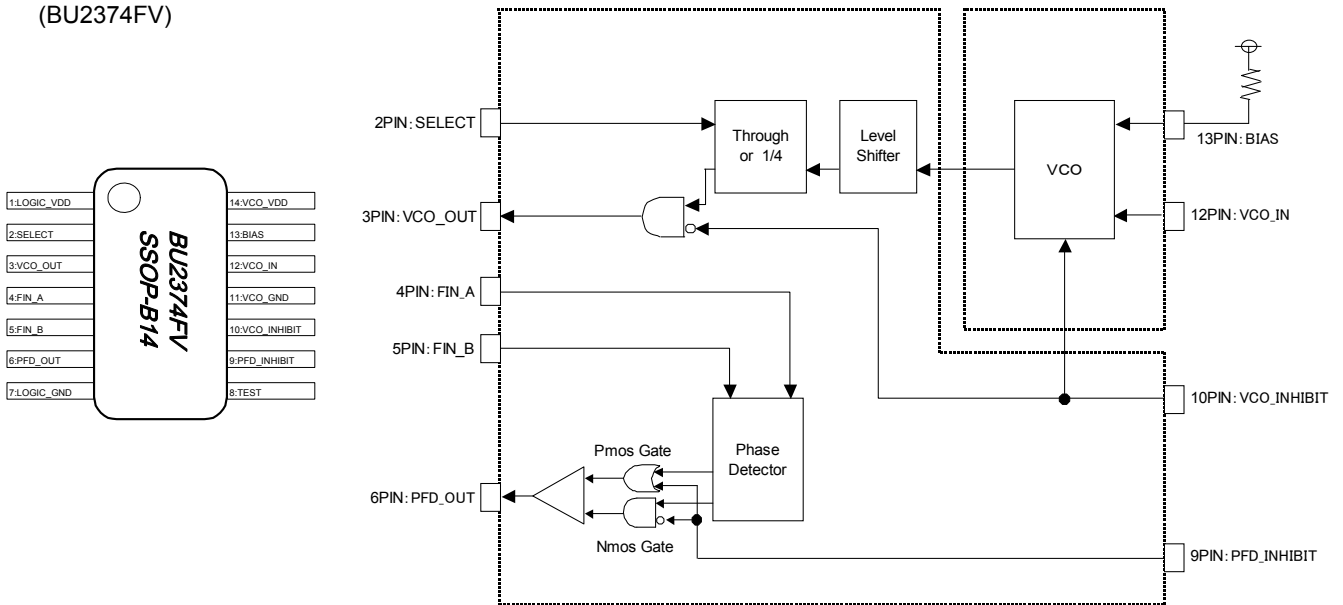 (BU2374FV)
1:LOGIC_VDD
2:SELECT
3:VCO_OUT
4:FIN_A
5:FIN_B
6:PFD_OUT
7:LOGIC_GND
BU2374FV
SSOP-B14
14:VCO_VDD
13:BIAS
12:VCO_IN
11:VCO_GND
10:VCO_INHIBIT
9:PFD_INHIBIT
8:TEST
2PIN:SELECT
3PIN:VCO_OUT
4PIN:FIN_A
5PIN:FIN_B
6PIN:PFD_OUT
Through
or 1/4
Level
Shifter
VCO
13PIN:BIAS
12PIN:VCO_IN
10PIN:VCO_INHIBIT
Pmos Gate
Phase
Detector
Nmos Gate
9PIN:PFD_INHIBIT